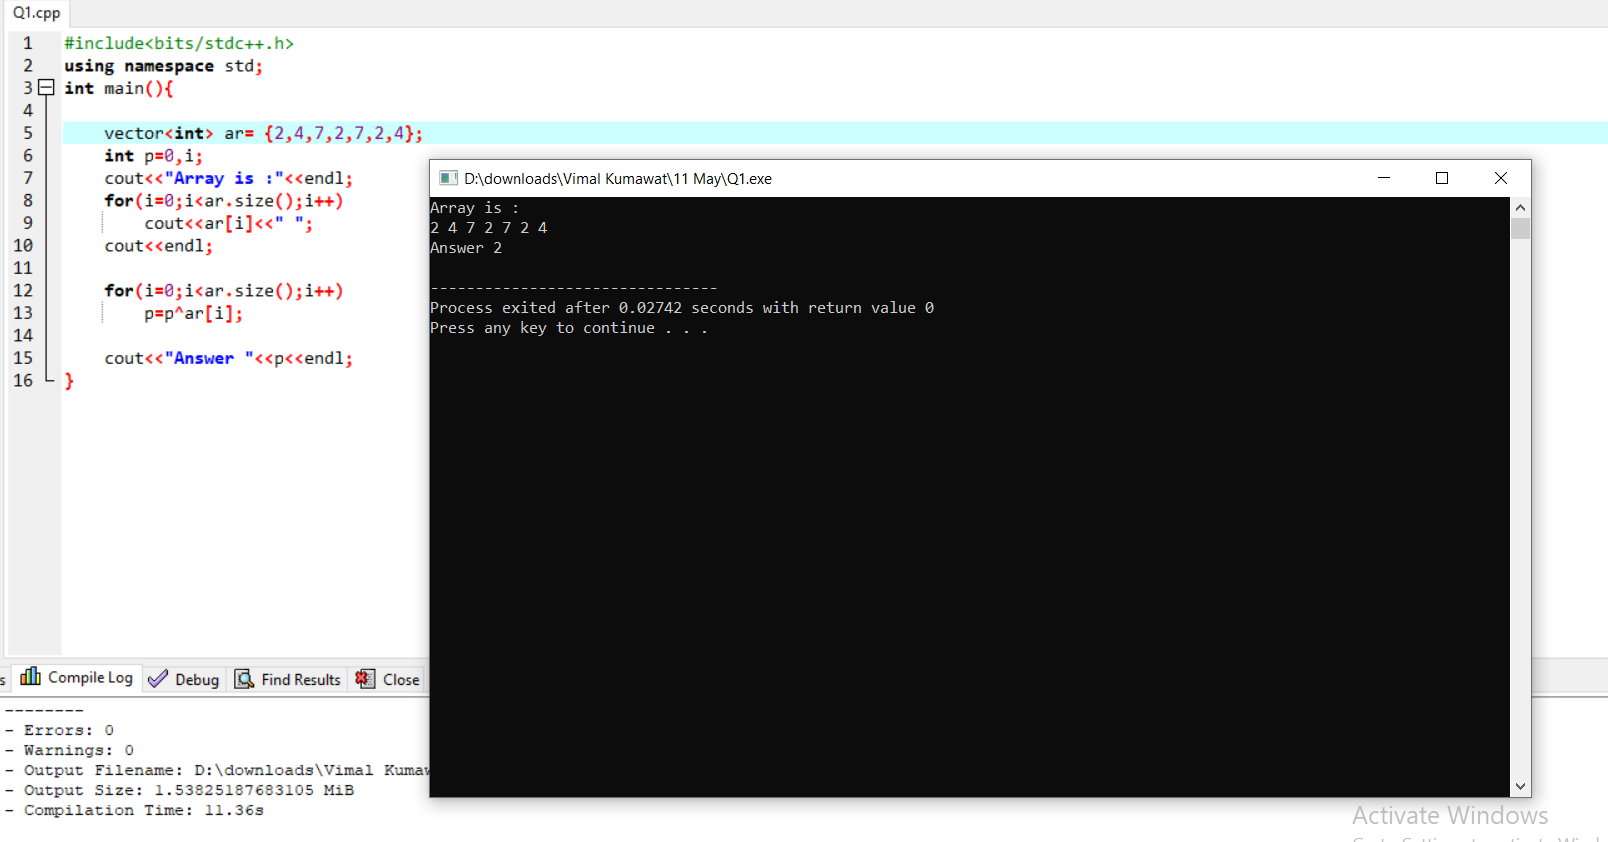 Q1.cpp
1 #include<bits/stdc++.h>
2 using namespace std;
3 int main(){
4
5 vector<int> ar= {2,4,7,2,7,2,4};
6 int p=0,i;
7 cout<<"Array is :"<<endl;
8 for(i=0;i<ar.size();i++)
9 cout<<ar[i]<<" ";
10 cout<<endl;
11
12 for(i=0;i<ar.size();i++)
13 p=p^ar[i];
14
15 cout<<"Answer "<<p<<endl;
16 }
D:\downloads\Vimal Kumawat\11 May\Q1.exe
Array is :
2 4 7 2 7 2 4
Answer 2
--------------------------------
Process exited after 0.02742 seconds with return value 0
Press any key to continue . . .
s Compile Log Debug Find Results Close
--------
- Errors: 0
- Warnings: 0
- Output Filename: D:\downloads\Vimal
- Output Size: 1.53825187683105 MiB
- Compilation Time: 11.36s
Activate Windows